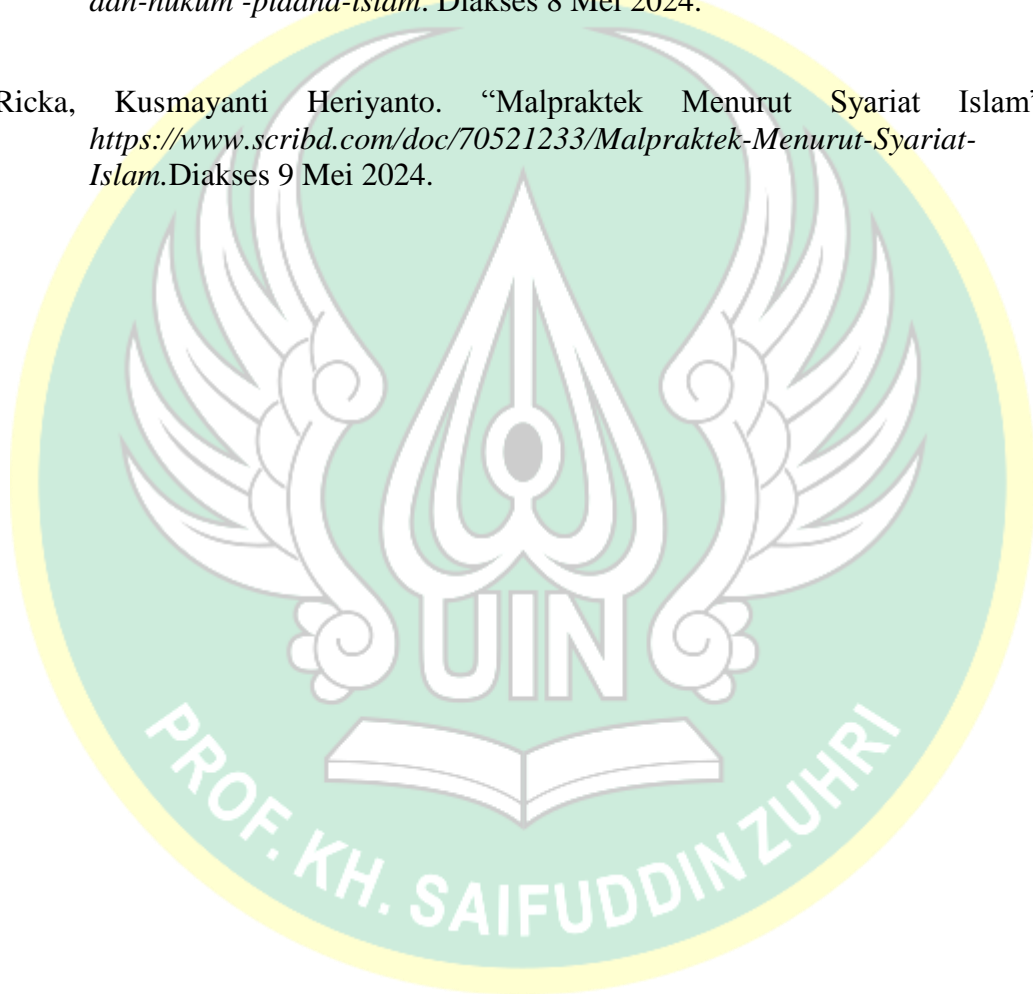 dan-hukum -pidana-islam. Diakses 8 Mei 2024.
Ricka, Kusmayanti Heriyanto. “Malpraktek Menurut Syariat Islam”
https://www.scribd.com/doc/70521233/Malpraktek-Menurut-Syariat-
Islam.Diakses 9 Mei 2024.
UIN
PROF. KH. SAIFUDDIN ZUHRI